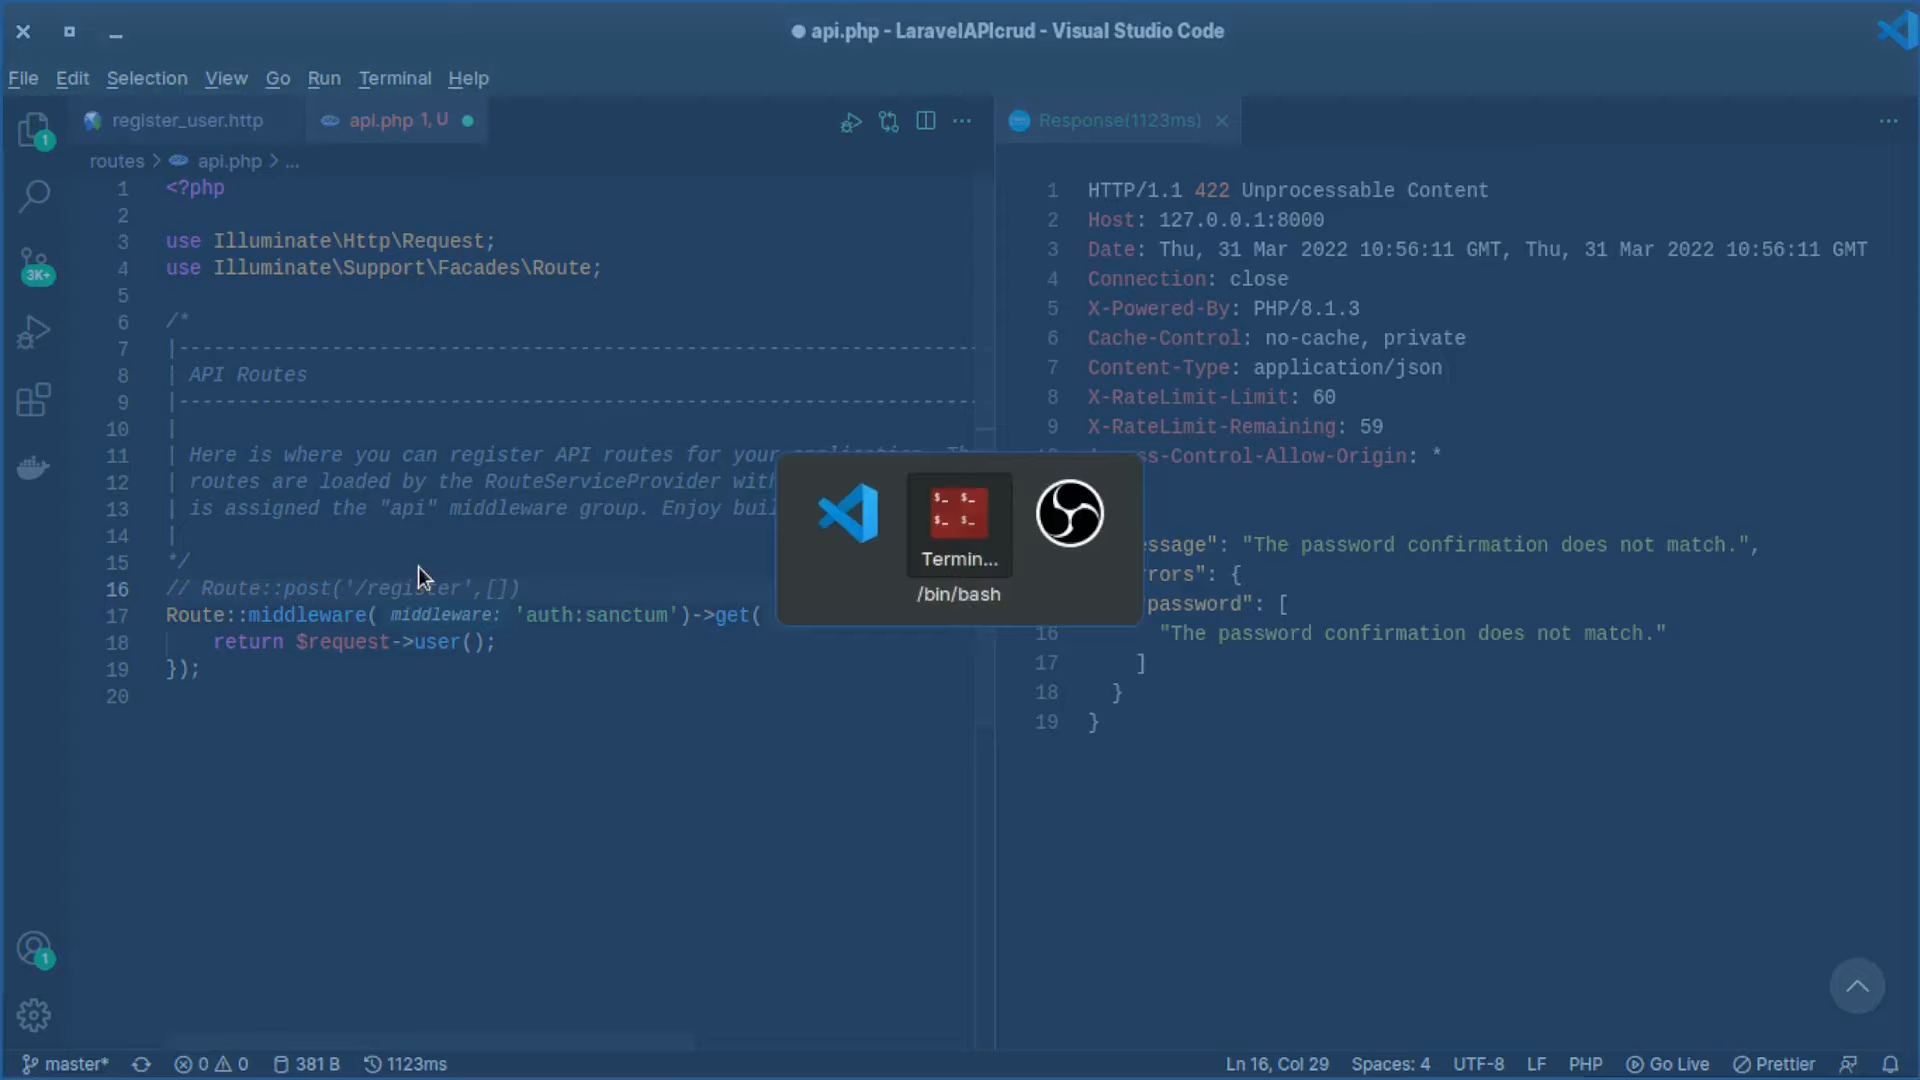 api.php - LaravelAPIcrud - Visual Studio Code
File Edit Selection View Go Run Terminal Help
register_user.http api.php 1, U
Response(1123ms)
routes > api.php > ...
1 <?php
2
3 use Illuminate\Http\Request;
4 use Illuminate\Support\Facades\Route;
5
6 /*
7 |--------------------------------------------------------------------
8 | API Routes
9 |--------------------------------------------------------------------
10 |
11 | Here is where you can register API routes for your application.
12 | routes are loaded by the RouteServiceProvider
13 | is assigned the "api" middleware group. Enjoy
14 |
15 */
16 // Route::post('/register',[])
17 Route::middleware( middleware: 'auth:sanctum')->get(
18 return $request->user();
19 });
20
1 HTTP/1.1 422 Unprocessable Content
2 Host: 127.0.0.1:8000
3 Date: Thu, 31 Mar 2022 10:56:11 GMT, Thu, 31 Mar 2022 10:56:11 GMT
4 Connection: close
5 X-Powered-By: PHP/8.1.3
6 Cache-Control: no-cache, private
7 Content-Type: application/json
8 X-RateLimit-Limit: 60
9 X-RateLimit-Remaining: 59
ss-Control-Allow-Origin: *
ssage": "The password confirmation does not match.",
rors": {
password": [
16 "The password confirmation does not match."
17 ]
18 }
19 }
$_ $_
$_ $_
Termin...
/bin/bash
1
3K+
1
master* 0 0 381 B 1123ms
Ln 16, Col 29 Spaces: 4 UTF-8 LF PHP Go Live Prettier